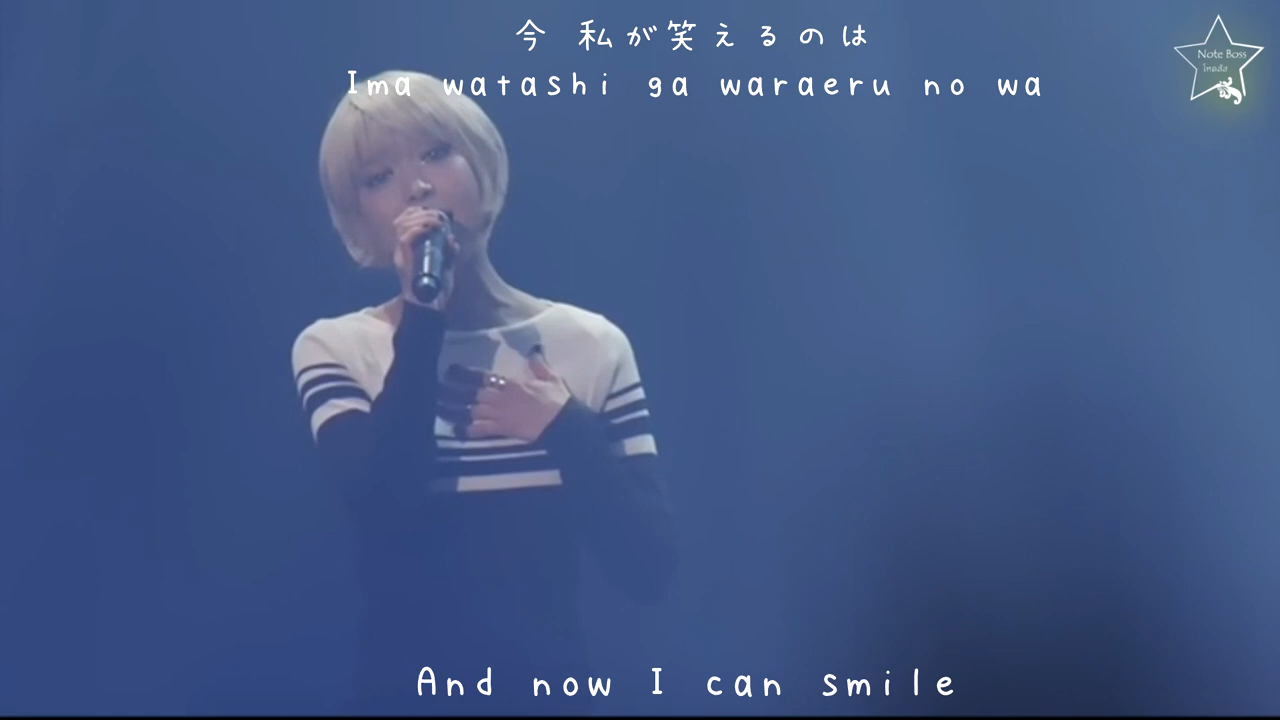 今 私が笑えるのは
Ima watashi ga waraeru no wa
Note Boss
Inada
And now I can smile